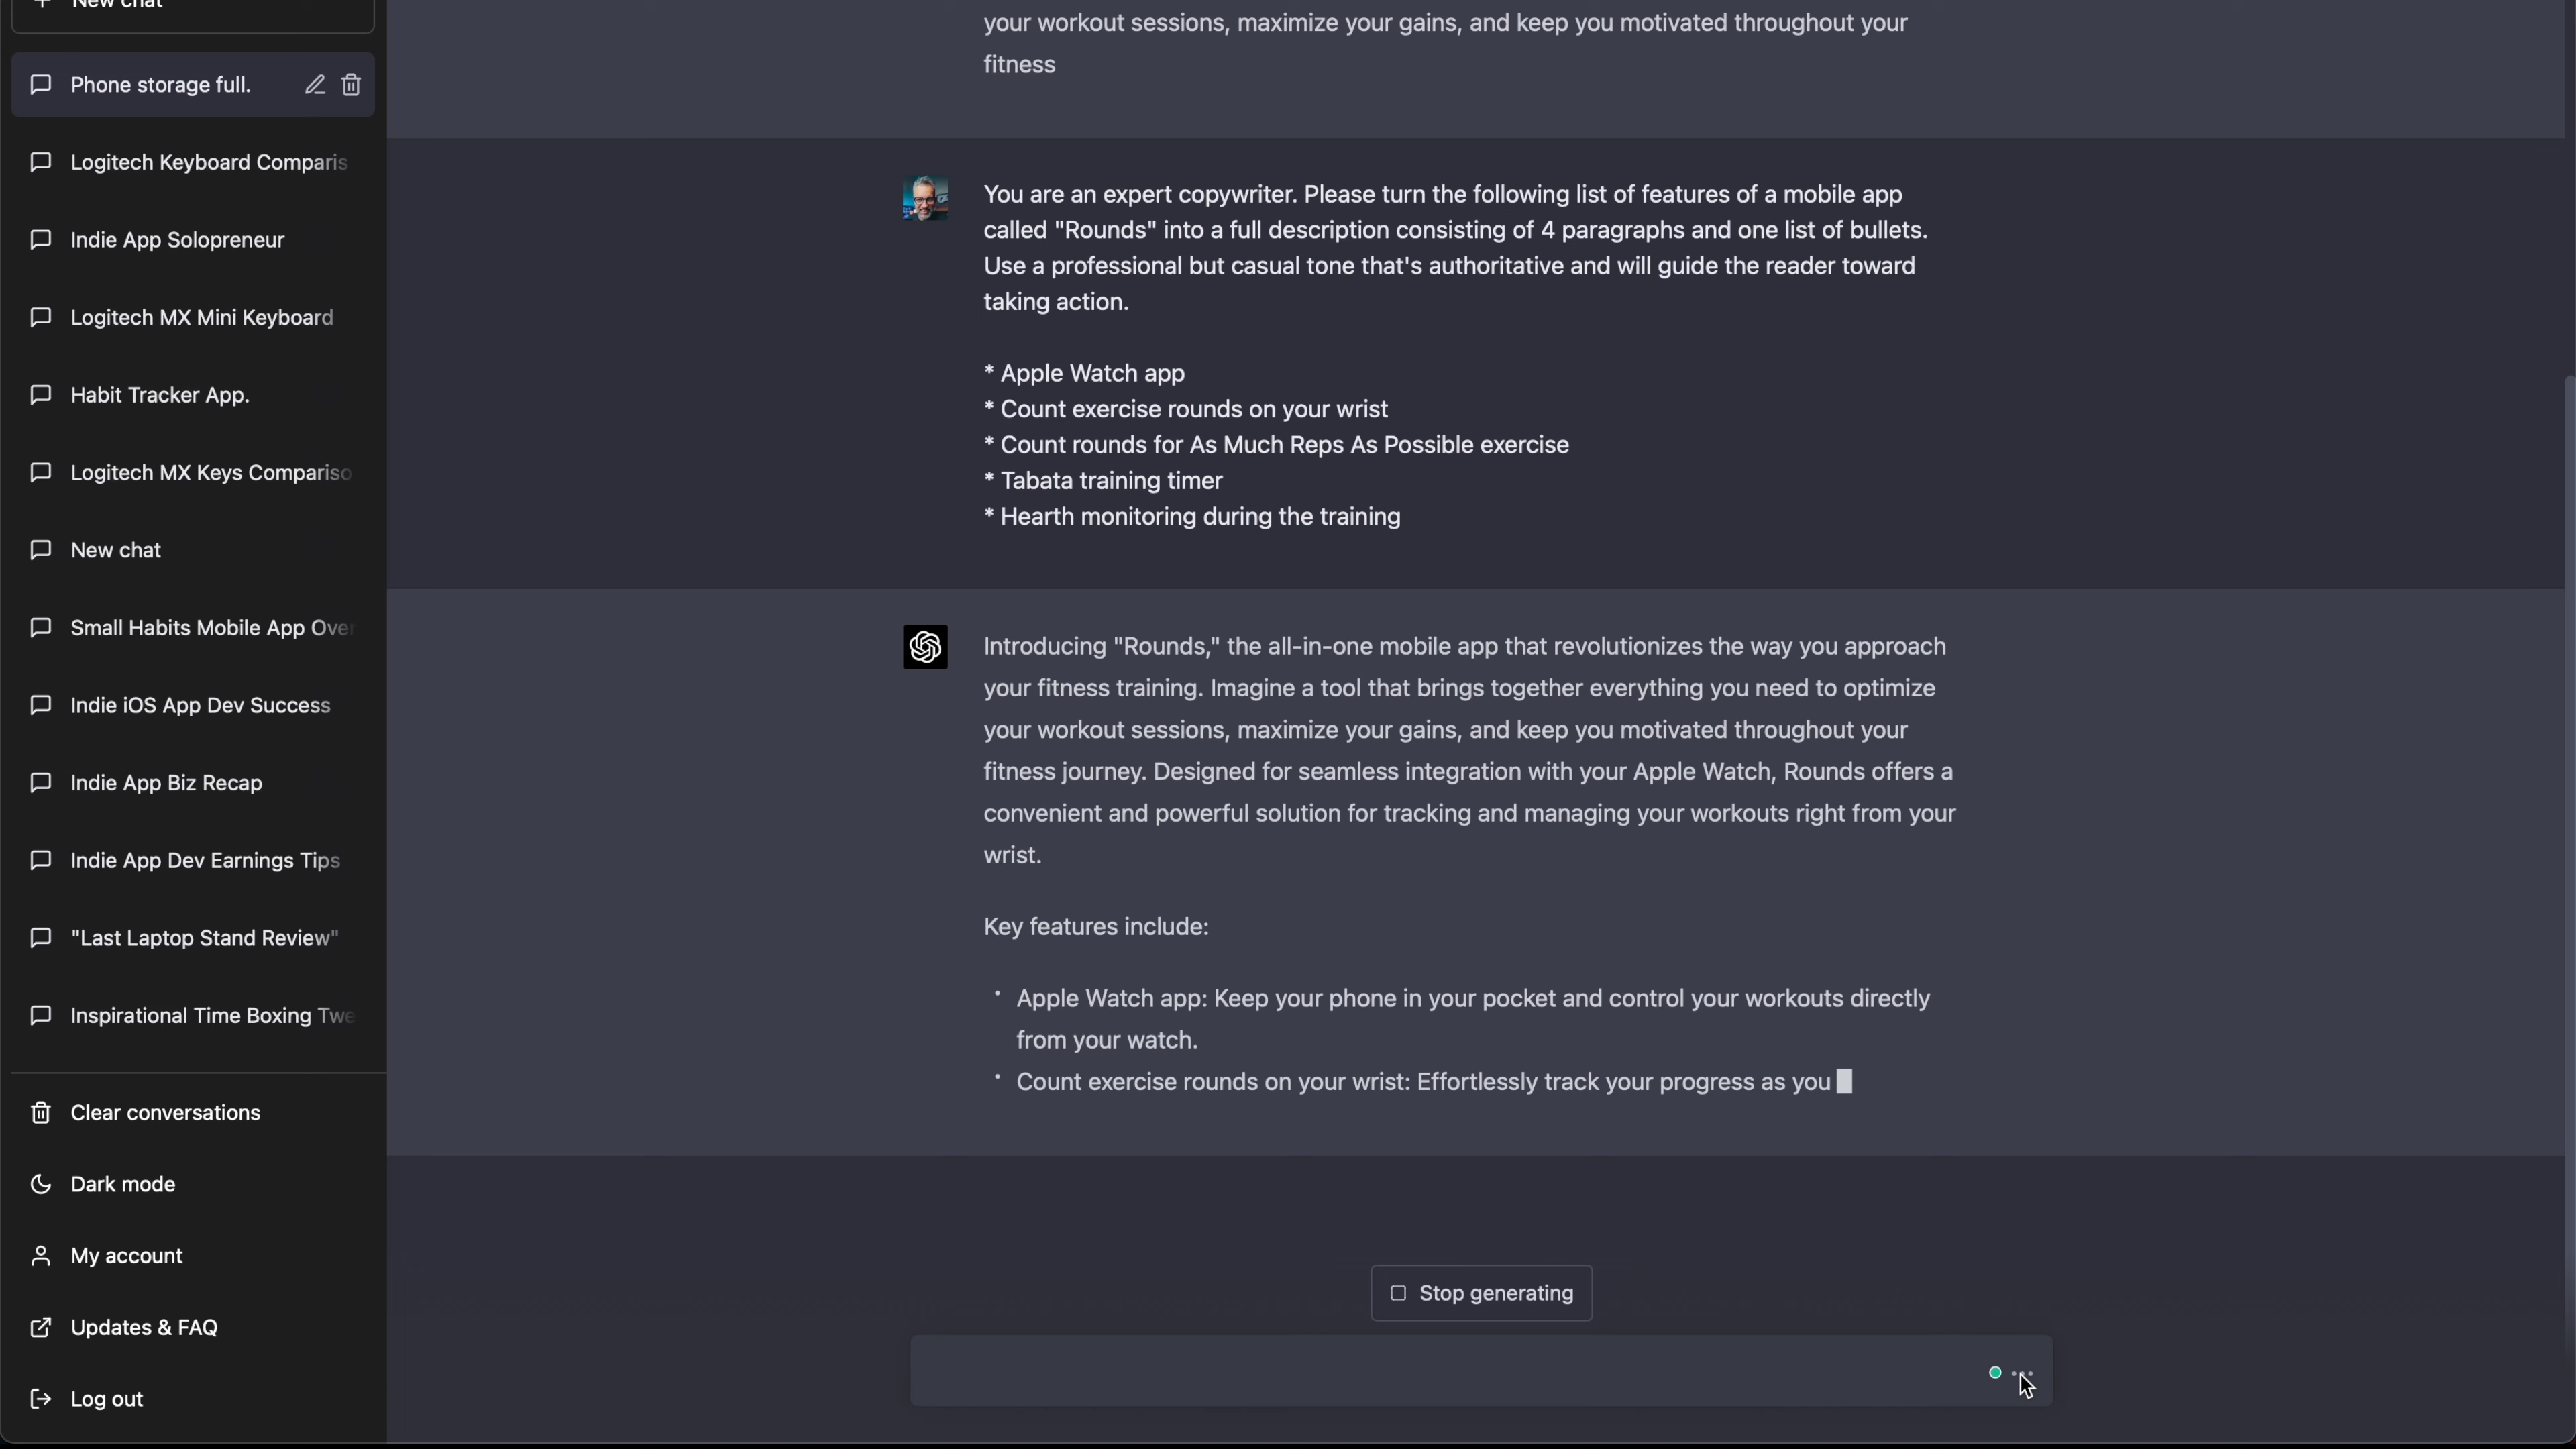 New chat
Phone storage full.
Logitech Keyboard Comparis
Indie App Solopreneur
Logitech MX Mini Keyboard
Habit Tracker App.
Logitech MX Keys Compariso
New chat
Small Habits Mobile App Over
Indie iOS App Dev Success
Indie App Biz Recap
Indie App Dev Earnings Tips
"Last Laptop Stand Review"
Inspirational Time Boxing Twe
Clear conversations
Dark mode
My account
Updates & FAQ
Log out
your workout sessions, maximize your gains, and keep you motivated throughout your
fitness
You are an expert copywriter. Please turn the following list of features of a mobile app
called "Rounds" into a full description consisting of 4 paragraphs and one list of bullets.
Use a professional but casual tone that's authoritative and will guide the reader toward
taking action.
* Apple Watch app
* Count exercise rounds on your wrist
* Count rounds for As Much Reps As Possible exercise
* Tabata training timer
* Hearth monitoring during the training
Introducing "Rounds," the all-in-one mobile app that revolutionizes the way you approach
your fitness training. Imagine a tool that brings together everything you need to optimize
your workout sessions, maximize your gains, and keep you motivated throughout your
fitness journey. Designed for seamless integration with your Apple Watch, Rounds offers a
convenient and powerful solution for tracking and managing your workouts right from your
wrist.
Key features include:
• Apple Watch app: Keep your phone in your pocket and control your workouts directly
from your watch.
• Count exercise rounds on your wrist: Effortlessly track your progress as you
Stop generating